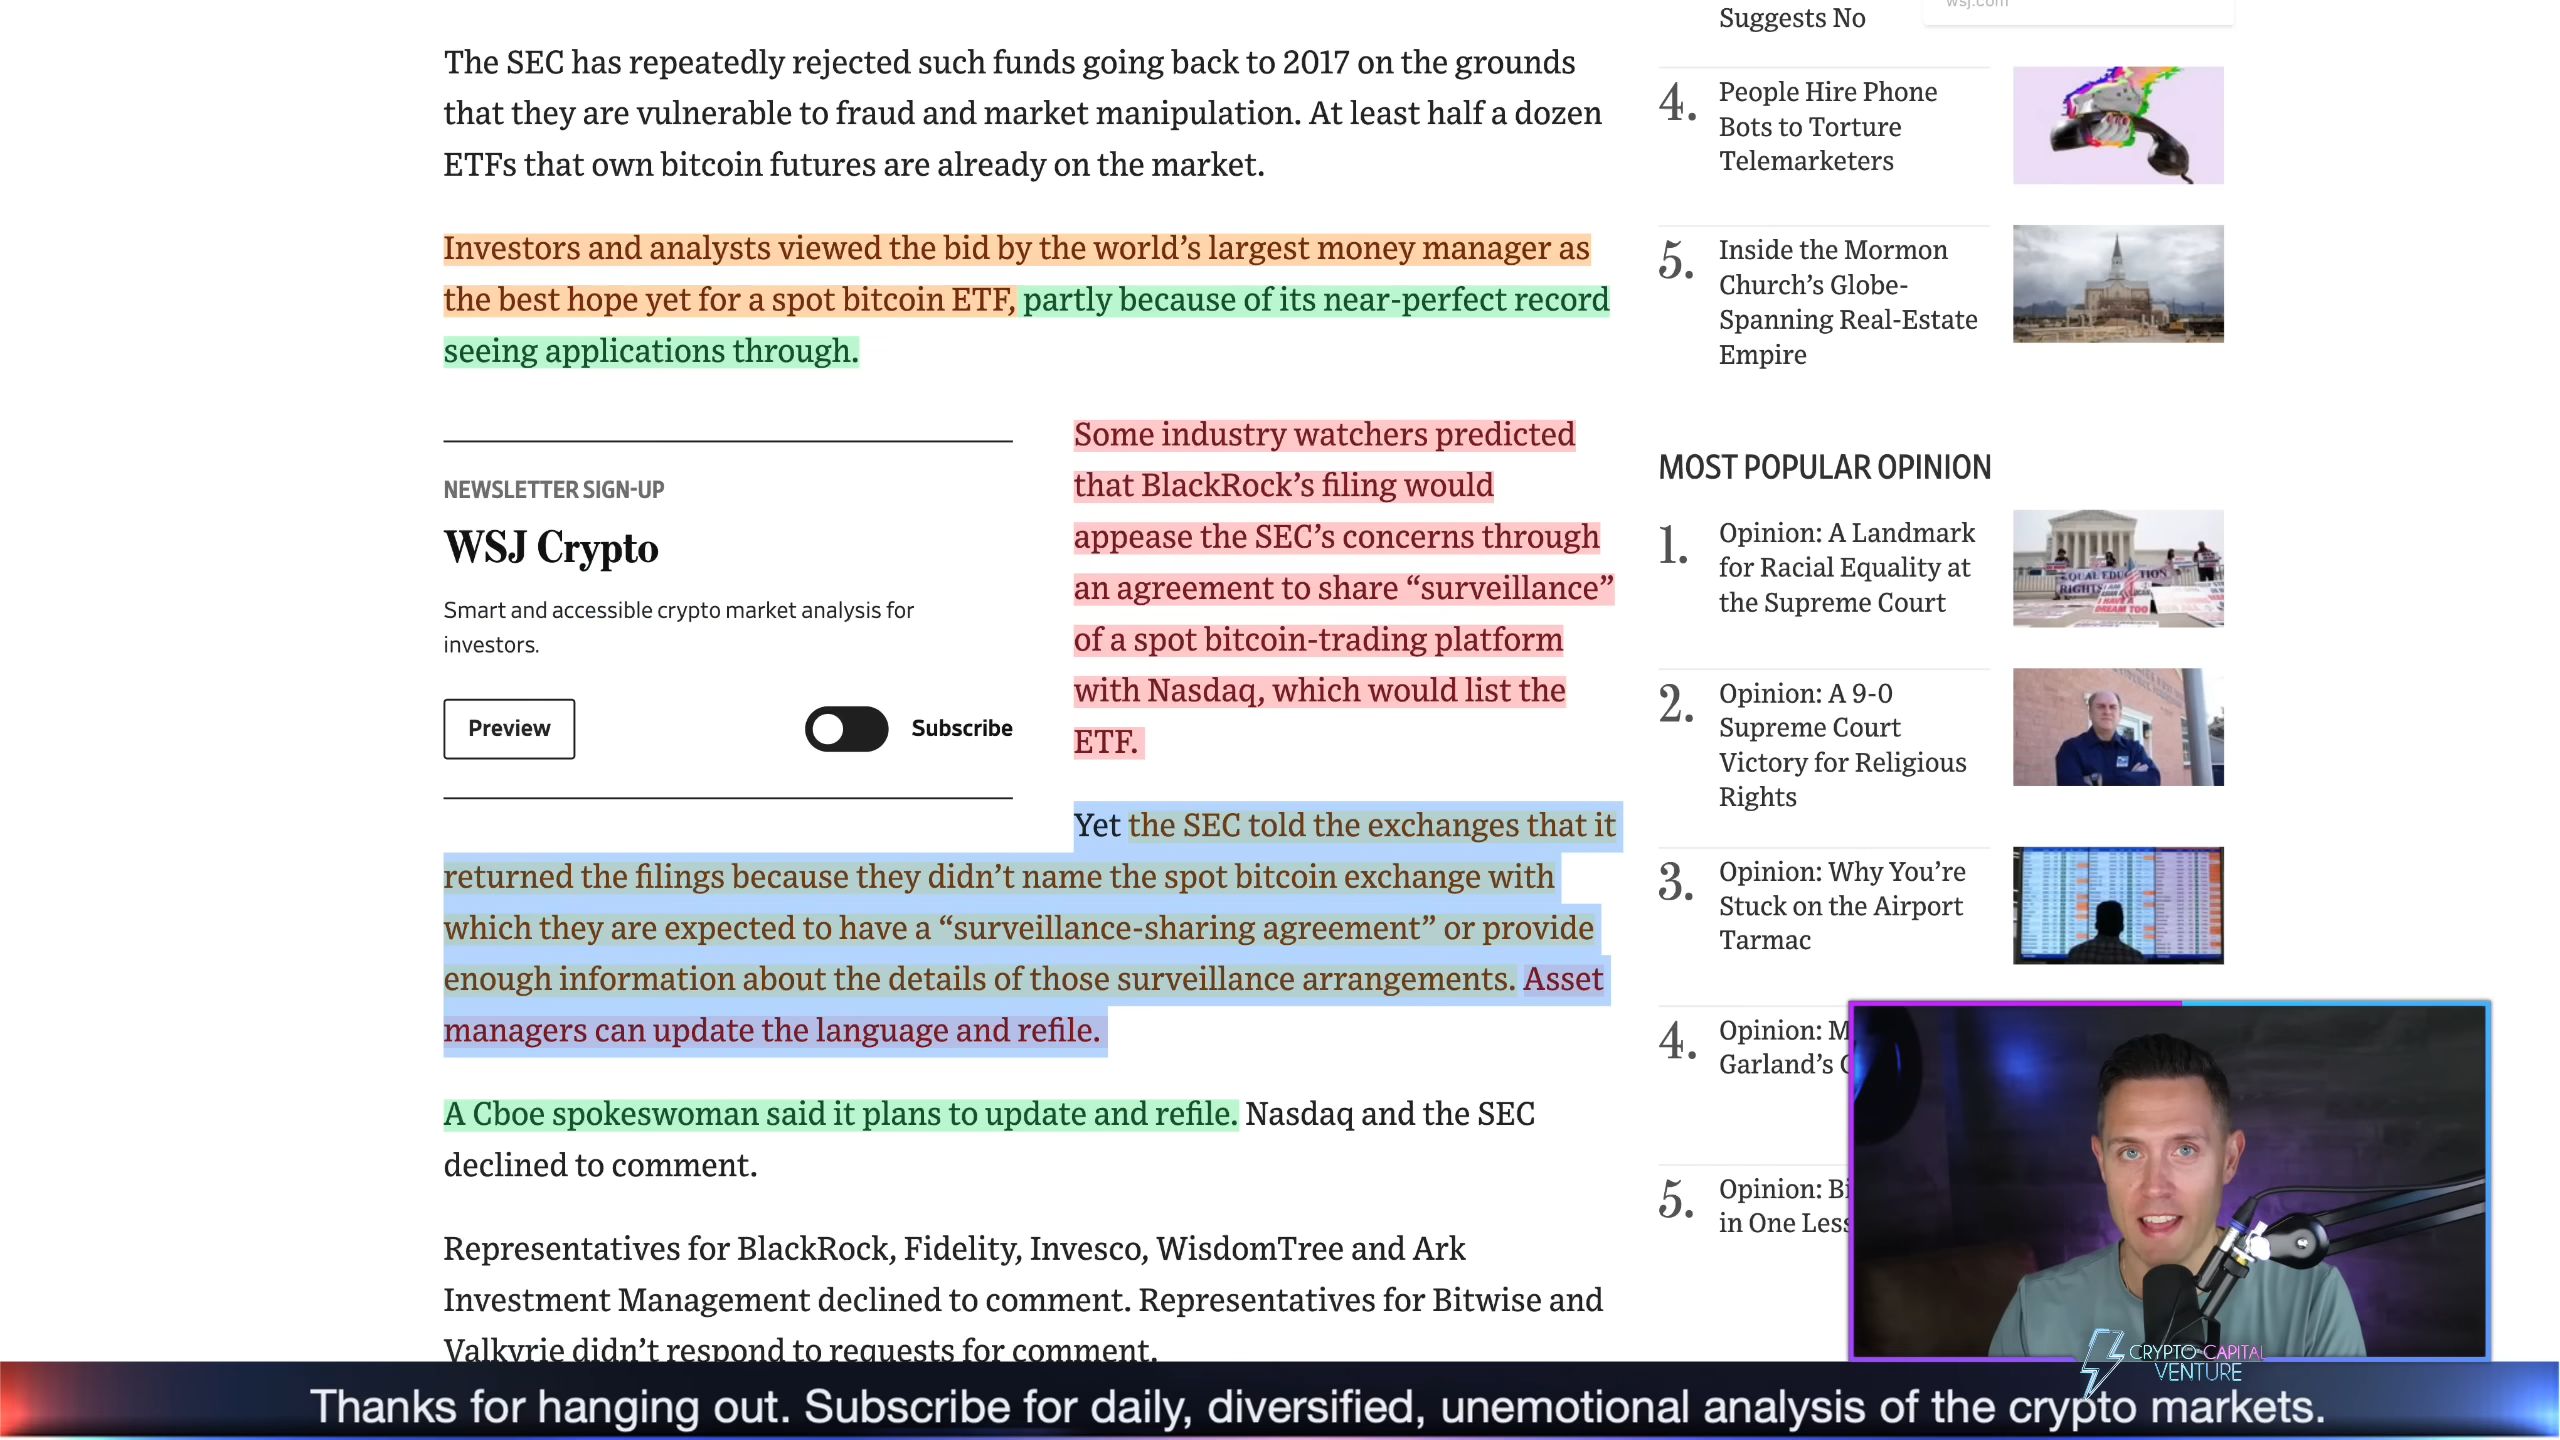 The SEC has repeatedly rejected such funds going back to 2017 on the grounds
that they are vulnerable to fraud and market manipulation. At least half a dozen
ETFs that own bitcoin futures are already on the market.
Investors and analysts viewed the bid by the world’s largest money manager as
the best hope yet for a spot bitcoin ETF, partly because of its near-perfect record
seeing applications through.
NEWSLETTER SIGN-UP
WSJ Crypto
Smart and accessible crypto market analysis for
investors.
Preview
Subscribe
Some industry watchers predicted
that BlackRock’s filing would
appease the SEC’s concerns through
an agreement to share “surveillance”
of a spot bitcoin-trading platform
with Nasdaq, which would list the
ETF.
Yet the SEC told the exchanges that it
returned the filings because they didn’t name the spot bitcoin exchange with
which they are expected to have a “surveillance-sharing agreement” or provide
enough information about the details of those surveillance arrangements. Asset
managers can update the language and refile.
A Cboe spokeswoman said it plans to update and refile. Nasdaq and the SEC
declined to comment.
Representatives for BlackRock, Fidelity, Invesco, WisdomTree and Ark
Investment Management declined to comment. Representatives for Bitwise and
Valkyrie didn’t respond to requests for comment.
wsj.com
Suggests No
4. People Hire Phone
Bots to Torture
Telemarketers
5. Inside the Mormon
Church’s Globe-
Spanning Real-Estate
Empire
MOST POPULAR OPINION
1. Opinion: A Landmark
for Racial Equality at
the Supreme Court
2. Opinion: A 9-0
Supreme Court
Victory for Religious
Rights
3. Opinion: Why You’re
Stuck on the Airport
Tarmac
4. Opinion: M
Garland’s
5. Opinion: Bi
in One Less
CRYPTO CAPITAL
VENTURE
Thanks for hanging out. Subscribe for daily, diversified, unemotional analysis of the crypto markets.